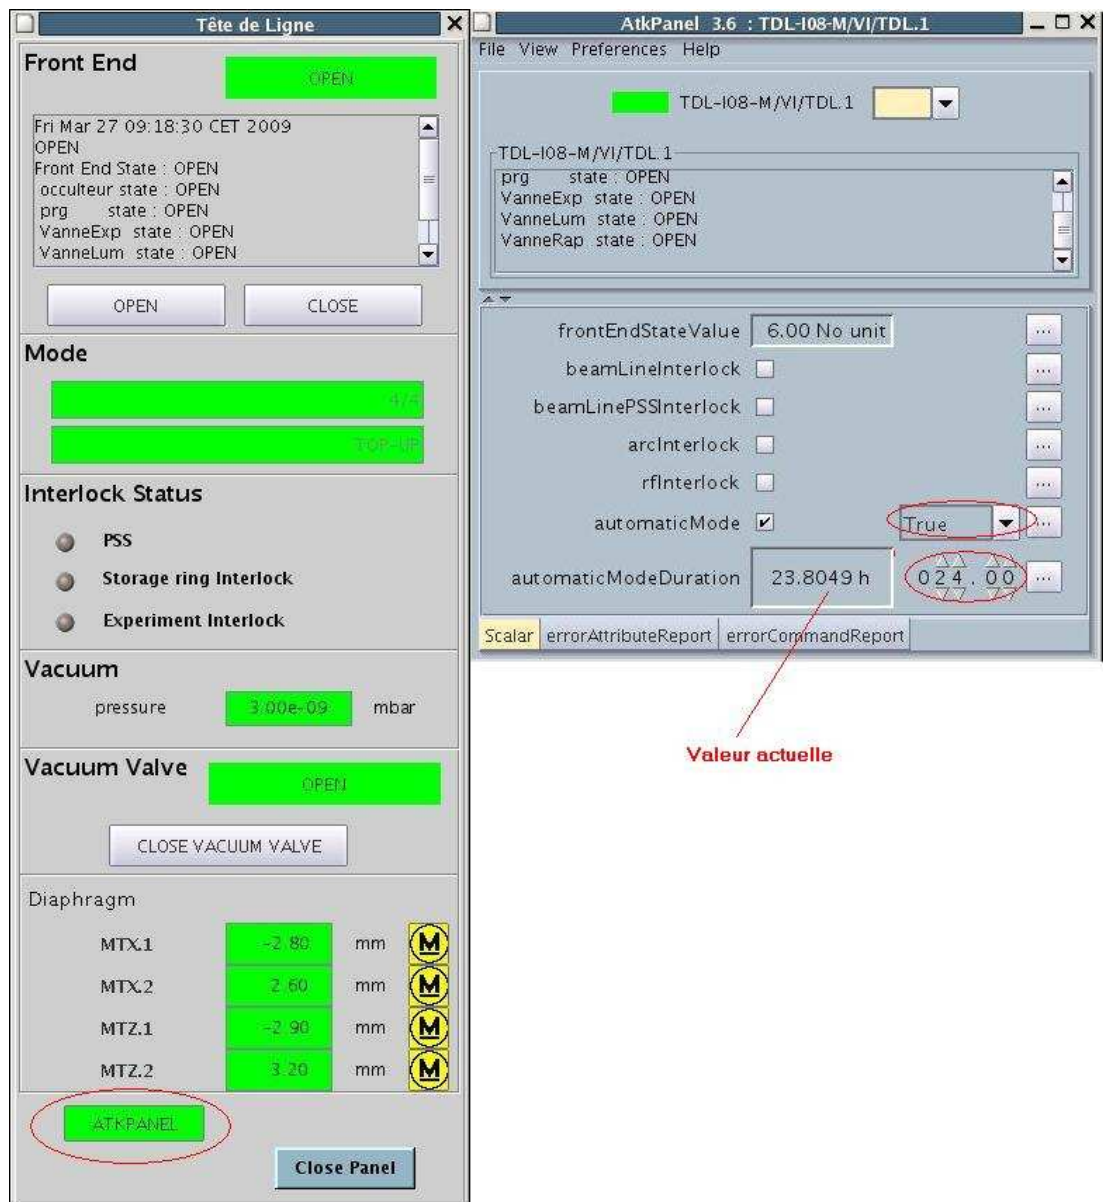 Tête de Ligne
Front End
OPEN
Fri Mar 27 09:18:30 CET 2009
OPEN
Front End State : OPEN
occulteur state : OPEN
prg state : OPEN
VanneExp state : OPEN
VanneLum state : OPEN
OPEN CLOSE
Mode
4/4
TOP-UP
Interlock Status
PSS
Storage ring Interlock
Experiment Interlock
Vacuum
pressure 3.00e-09 mbar
Vacuum Valve
OPEN
CLOSE VACUUM VALVE
Diaphragm
MTX.1 -2.80 mm M
MTX.2 2.60 mm M
MTZ.1 -2.90 mm M
MTZ.2 3.20 mm M
ATKPANEL
Close Panel
AtkPanel 3.6 : TDL-I08-M/VI/TDL.1
File View Preferences Help
TDL-I08-M/VI/TDL.1
TDL-I08-M/VI/TDL.1
prg state : OPEN
VanneExp state : OPEN
VanneLum state : OPEN
VanneRap state : OPEN
frontEndStateValue 6.00 No unit ...
beamLineInterlock ...
beamLinePSSInterlock ...
arcInterlock ...
rfInterlock ...
automaticMode True ...
automaticModeDuration 23.8049 h 024.00 ...
Scalar errorAttributeReport errorCommandReport
Valeur actuelle